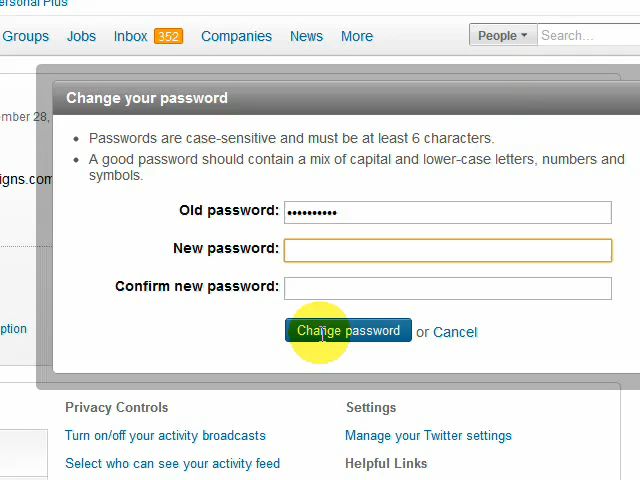 ersonal Plus
Groups Jobs Inbox 352 Companies News More People Search...
Change your password
mber 28,
• Passwords are case-sensitive and must be at least 6 characters.
• A good password should contain a mix of capital and lower-case letters, numbers and
symbols.
igns.com
Old password: ••••••••••
New password:
Confirm new password:
Change password or Cancel
ption
Privacy Controls Settings
Turn on/off your activity broadcasts Manage your Twitter settings
Select who can see your activity feed Helpful Links